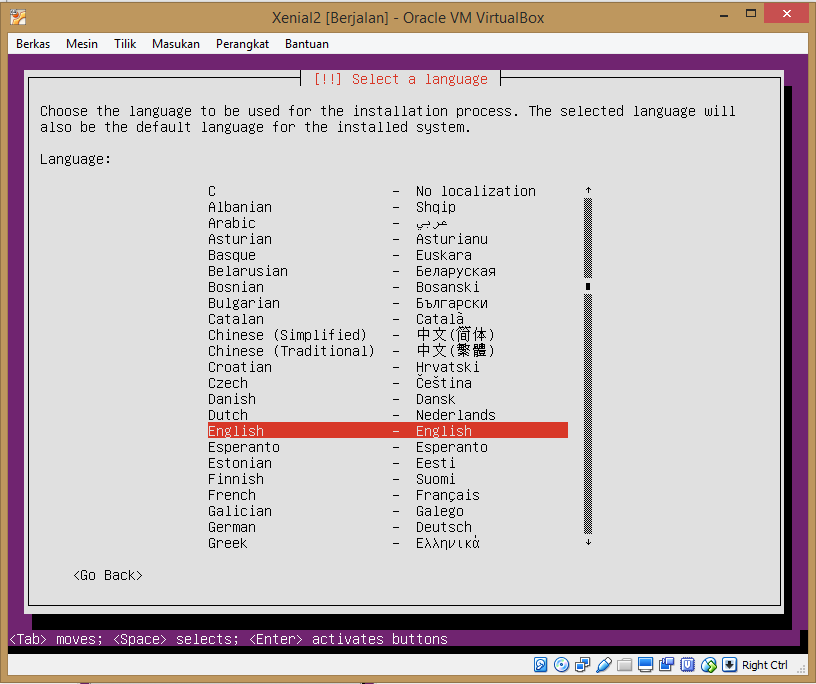 Xenial2 [Berjalan] - Oracle VM VirtualBox
Berkas Mesin Tilik Masukan Perangkat Bantuan
[!!] Select a language
Choose the language to be used for the installation process. The selected language will
also be the default language for the installed system.
Language:
C - No localization
Albanian - Shqip
Arabic - عربي
Asturian - Asturianu
Basque - Euskara
Belarusian - Беларуская
Bosnian - Bosanski
Bulgarian - Български
Catalan - Català
Chinese (Simplified) - 中文(简体)
Chinese (Traditional) - 中文(繁體)
Croatian - Hrvatski
Czech - Čeština
Danish - Dansk
Dutch - Nederlands
English - English
Esperanto - Esperanto
Estonian - Eesti
Finnish - Suomi
French - Français
Galician - Galego
German - Deutsch
Greek - Ελληνικά
<Go Back>
<Tab> moves; <Space> selects; <Enter> activates buttons
Right Ctrl